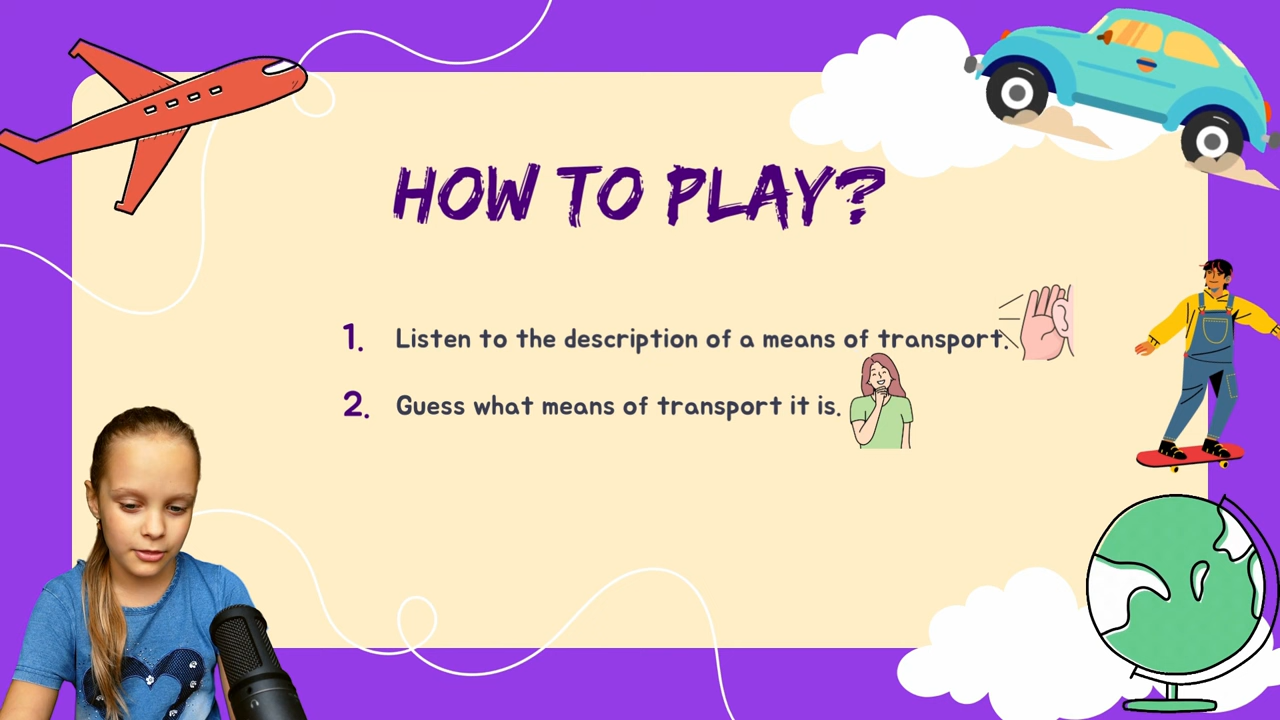 HOW TO PLAY?
1. Listen to the description of a means of transport.
2. Guess what means of transport it is.